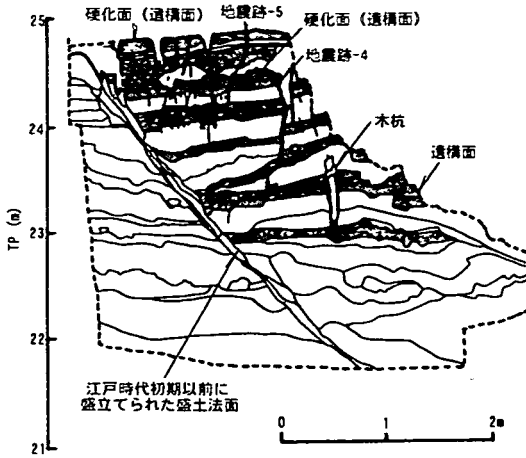 25
硬化面 (遺構面)
地震跡-5
硬化面 (遺構面)
地震跡-4
木杭
遺構面
24
TP (m)
23
22
21
江戸時代初期以前に
盛立てられた盛土法面
0 1 2m